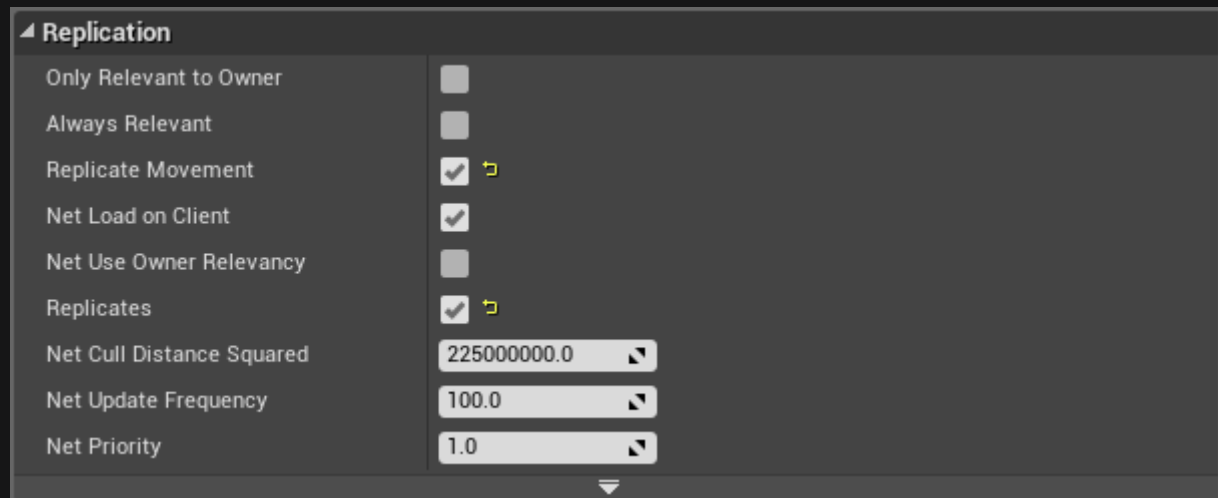 Replication
Only Relevant to Owner
Always Relevant
Replicate Movement
Net Load on Client
Net Use Owner Relevancy
Replicates
Net Cull Distance Squared 225000000.0
Net Update Frequency 100.0
Net Priority 1.0